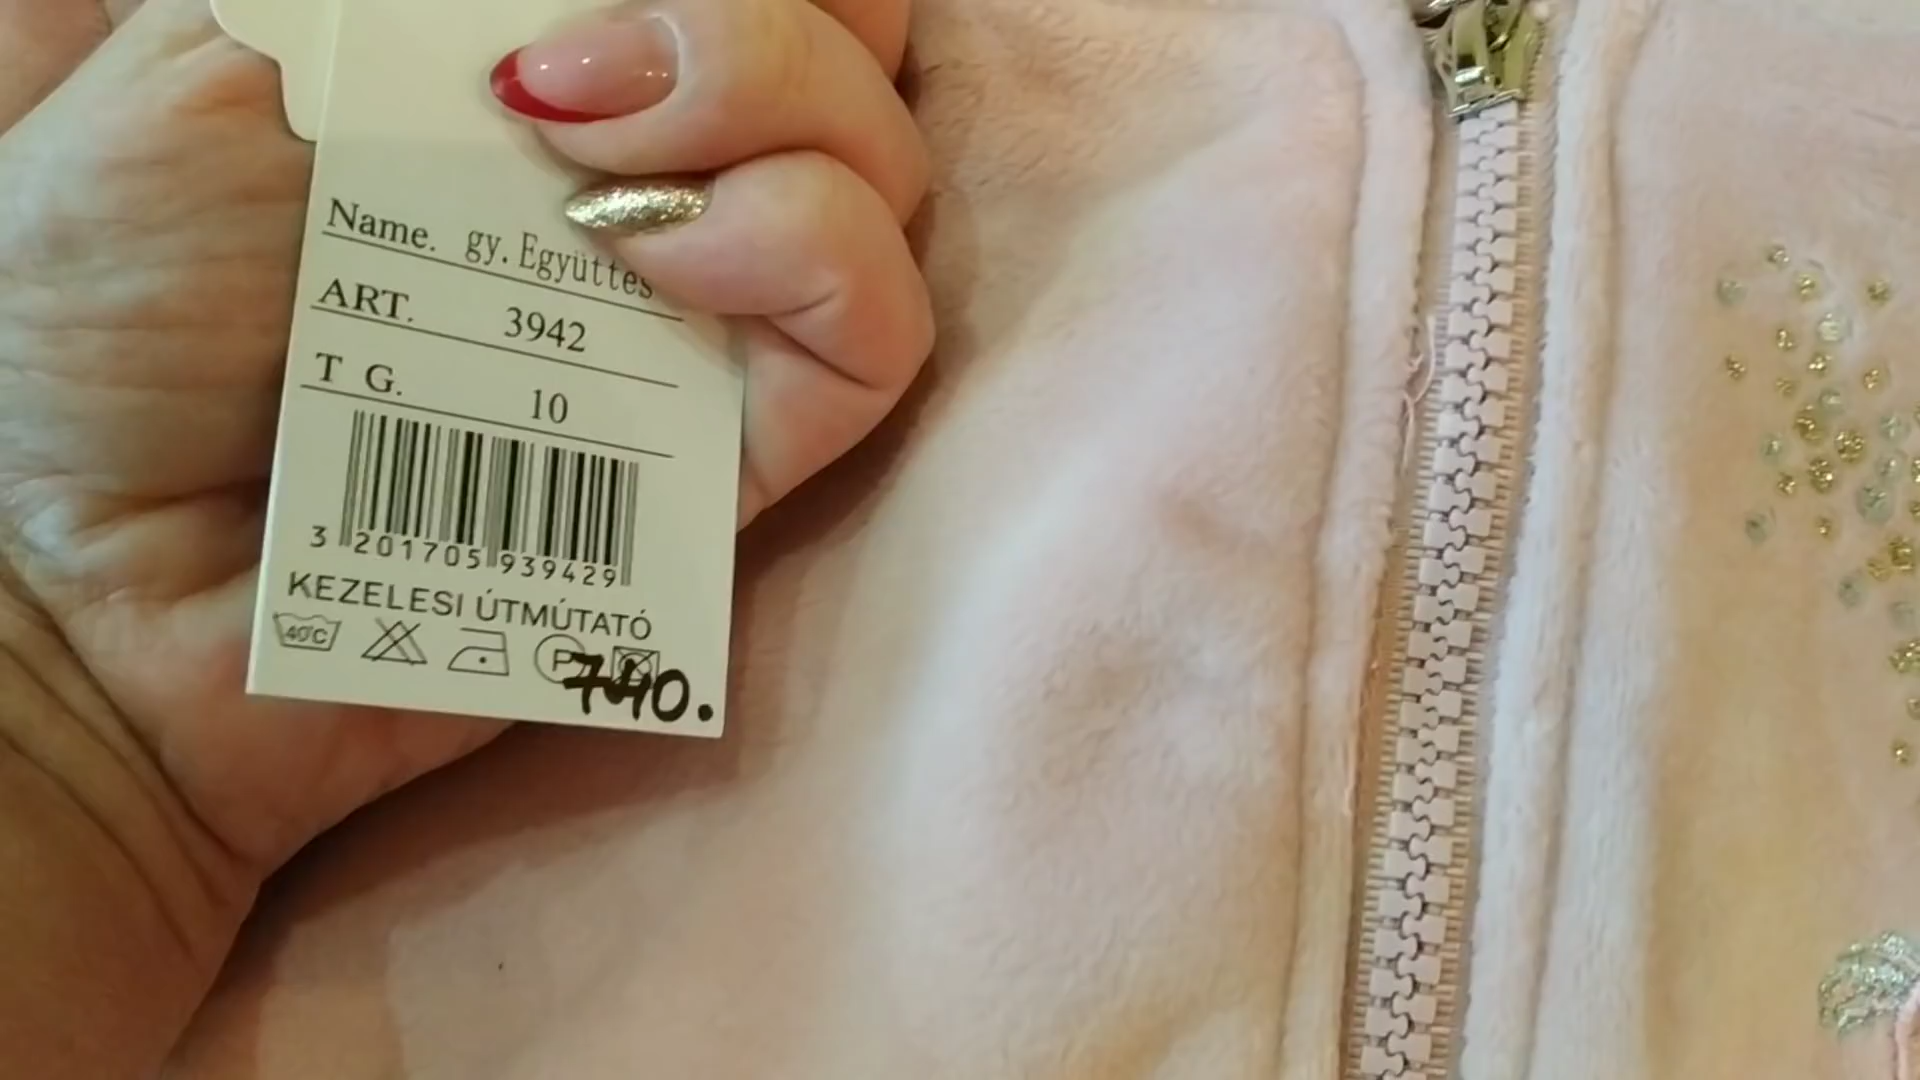 Name. gy. Együttes
ART. 3942
T G. 10
3 201705 939429
KEZELESI ÚTMÚTATÓ
40°C P
740.